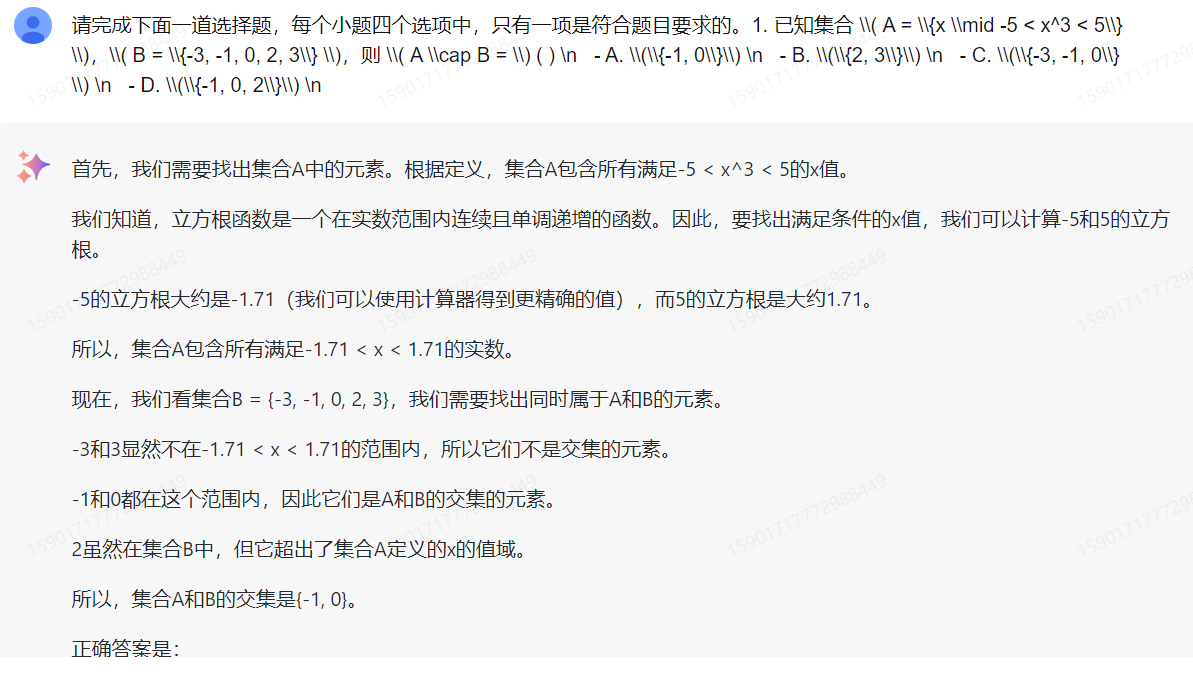 请完成下面一道选择题，每个小题四个选项中，只有一项是符合题目要求的。1. 已知集合 \\( A = \\{x \\mid -5 < x^3 < 5\\}
\\)，\\( B = \\{-3, -1, 0, 2, 3\\} \\)，则 \\( A \\cap B = \\) ( ) \n   - A. \\(\\{-1, 0\\}\\) \n   - B. \\(\\{2, 3\\}\\) \n   - C. \\(\\{-3, -1, 0\\}
\\) \n   - D. \\(\\{-1, 0, 2\\}\\) \n
首先，我们需要找出集合A中的元素。根据定义，集合A包含所有满足-5 < x^3 < 5的x值。
我们知道，立方根函数是一个在实数范围内连续且单调递增的函数。因此，要找出满足条件的x值，我们可以计算-5和5的立方
根。
-5的立方根大约是-1.71（我们可以使用计算器得到更精确的值），而5的立方根是大约1.71。
所以，集合A包含所有满足-1.71 < x < 1.71的实数。
现在，我们看集合B = {-3, -1, 0, 2, 3}，我们需要找出同时属于A和B的元素。
-3和3显然不在-1.71 < x < 1.71的范围内，所以它们不是交集的元素。
-1和0都在这个范围内，因此它们是A和B的交集的元素。
2虽然在集合B中，但它超出了集合A定义的x的值域。
所以，集合A和B的交集是{-1, 0}。
正确答案是：
15901717772988449